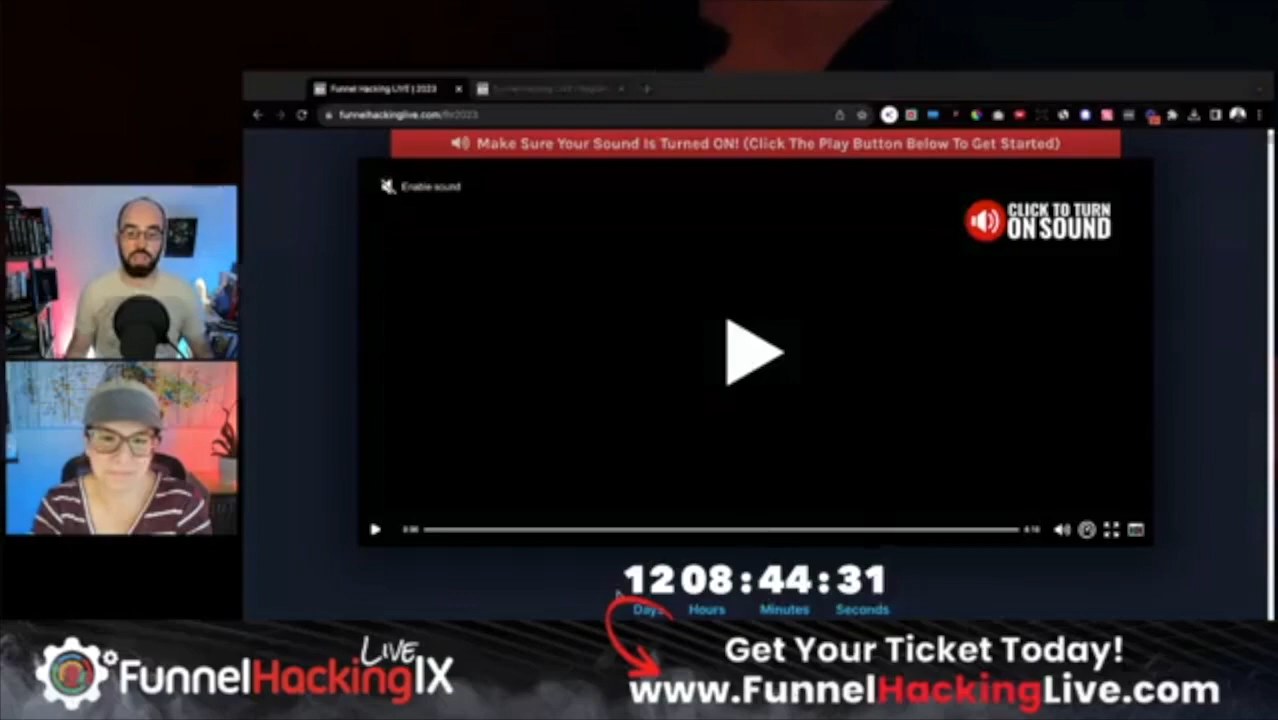 Funnel Hacking LIVE | 2023
funnelhackinglive.com/fhl2023
Make Sure Your Sound Is Turned ON! (Click The Play Button Below To Get Started)
Enable sound
CLICK TO TURN
ON SOUND
12 08 : 44 : 31
Days Hours Minutes Seconds
FunnelHacking LIVE IX
Get Your Ticket Today!
www.FunnelHackingLive.com